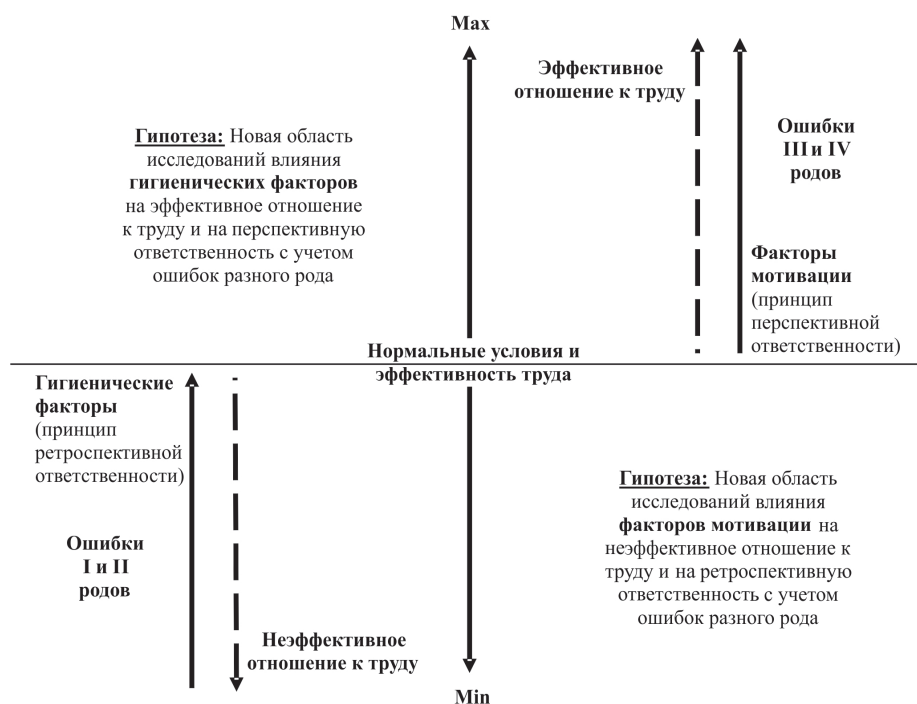 Max
Эффективное
отношение к труду
Ошибки
III и IV
родов
Гипотеза: Новая область
исследований влияния
гигиенических факторов
на эффективное отношение
к труду и на перспективную
ответственность с учетом
ошибок разного рода
Факторы
мотивации
(принцип
перспективной
ответственности)
Нормальные условия и
эффективность труда
Гигиенические
факторы
(принцип
ретроспективной
ответственности)
Ошибки
I и II
родов
Гипотеза: Новая область
исследований влияния
факторов мотивации на
неэффективное отношение к
труду и на ретроспективную
ответственность с учетом
ошибок разного рода
Неэффективное
отношение к труду
Min